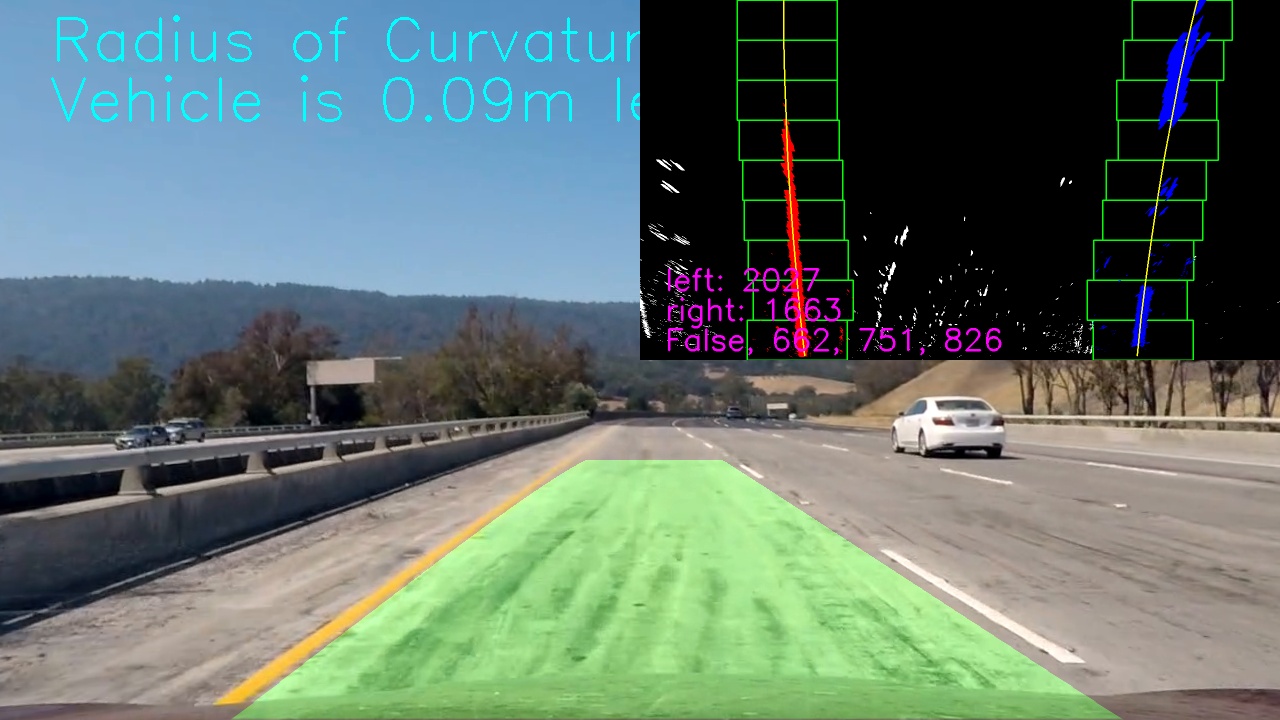 Radius of Curvatur
Vehicle is 0.09m le
left: 2027
right: 1663
False, 662, 751, 826